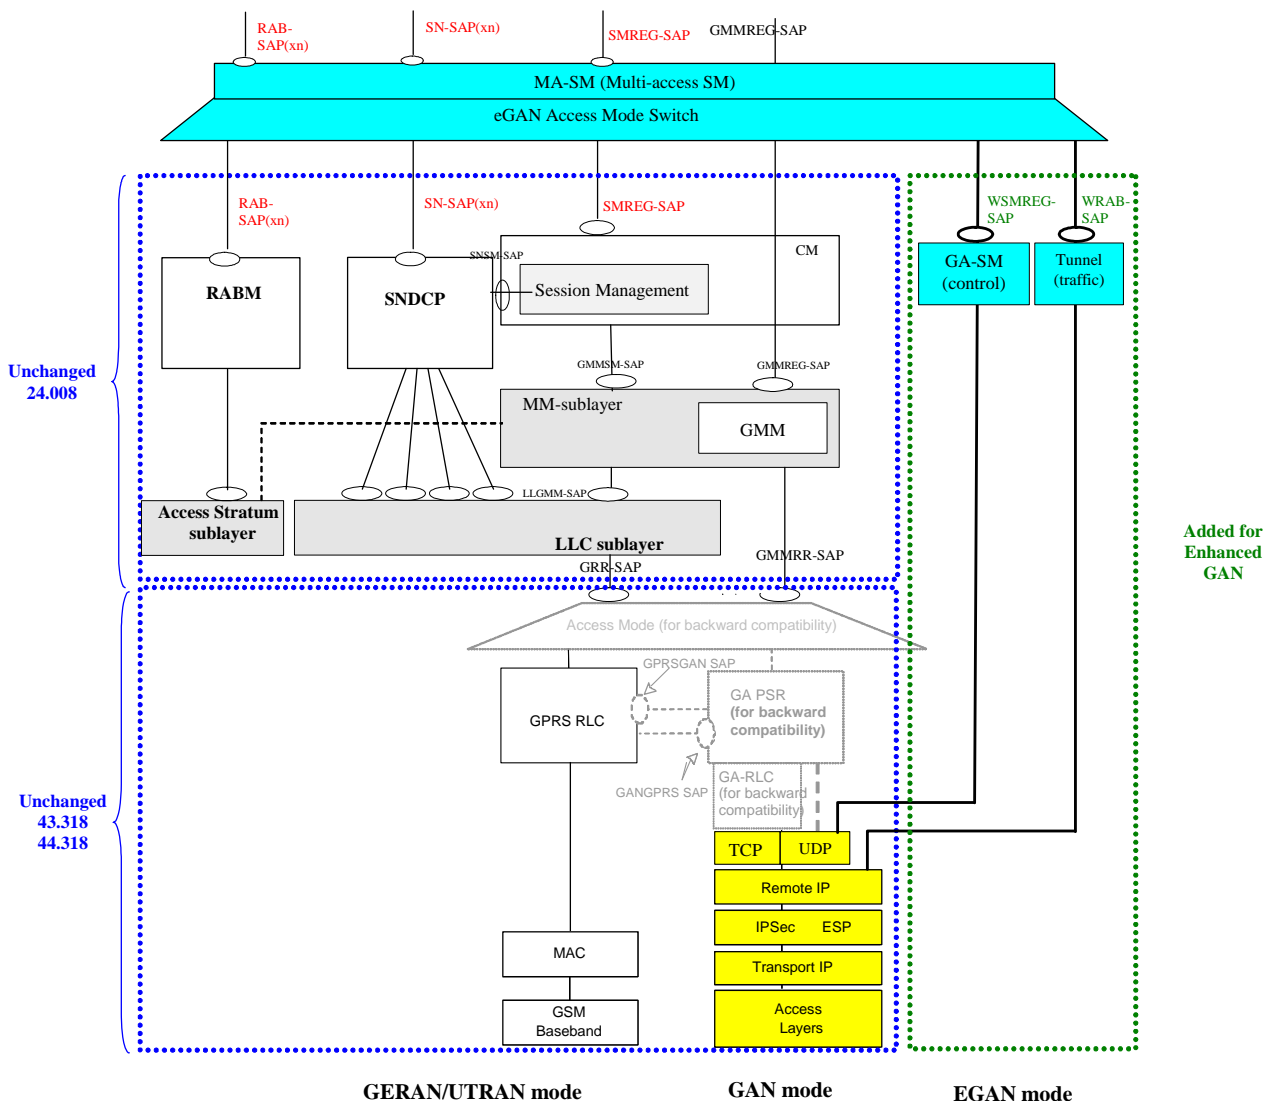 RAB-
SAP(xn)
SN-SAP(xn)
SMREG-SAP
GMMREG-SAP
MA-SM (Multi-access SM)
eGAN Access Mode Switch
RAB-
SAP(xn)
SN-SAP(xn)
SMREG-SAP
WSMREG-
SAP
WRAB-
SAP
SNSM-SAP
CM
RABM
SNDCP
Session Management
GA-SM
(control)
Tunnel
(traffic)
Unchanged
24.008
GMMSM-SAP
GMMREG-SAP
MM-sublayer
GMM
LLGMM-SAP
Access Stratum
sublayer
LLC sublayer
GRR-SAP
GMMRR-SAP
Added for
Enhanced
GAN
Access Mode (for backward compatibility)
GPRSGAN SAP
GPRS RLC
GA PSR
(for backward
compatibility)
GANGPRS SAP
GA-RLC
(for backward
compatibility)
Unchanged
43.318
44.318
TCP
UDP
Remote IP
IPSec ESP
MAC
Transport IP
GSM
Baseband
Access
Layers
GERAN/UTRAN mode
GAN mode
EGAN mode